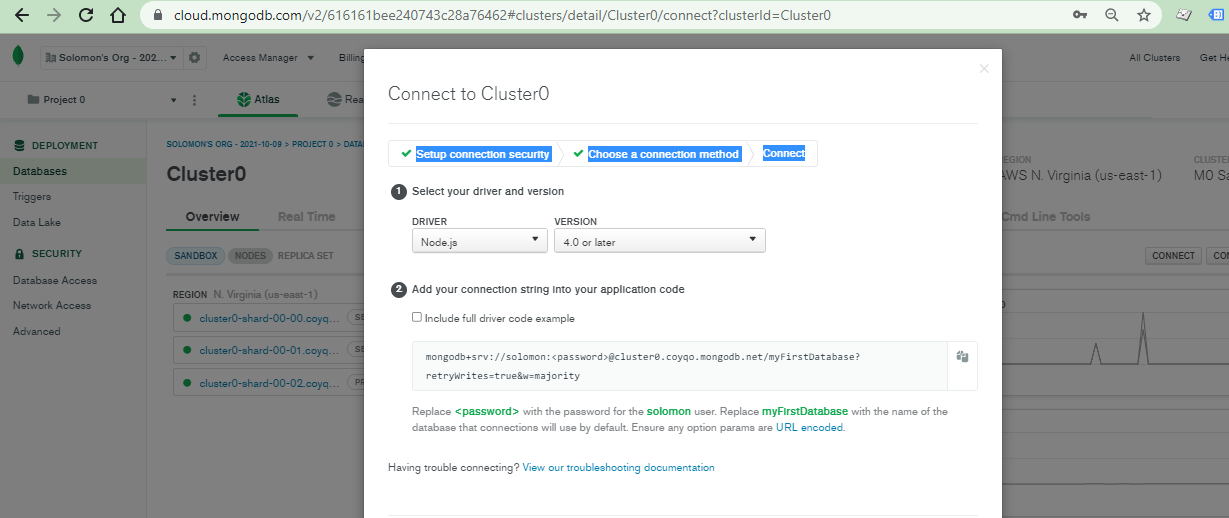 cloud.mongodb.com/v2/616161bee240743c28a76462#clusters/detail/Cluster0/connect?clusterId=Cluster0
Solomon's Org - 202...
Access Manager
Billing
All Clusters
Get He
Project 0
Atlas
Rea
DEPLOYMENT
Databases
Triggers
Data Lake
SECURITY
Database Access
Network Access
Advanced
SOLOMON'S ORG - 2021-10-09 > PROJECT 0 > DATA
Cluster0
Overview
Real Time
SANDBOX
NODES
REPLICA SET
REGION N. Virginia (us-east-1)
cluster0-shard-00-00.coyq...
SE
cluster0-shard-00-01.coyq...
SE
cluster0-shard-00-02.coyq...
PR
Connect to Cluster0
Setup connection security
Choose a connection method
Connect
1 Select your driver and version
DRIVER
VERSION
Node.js
4.0 or later
2 Add your connection string into your application code
Include full driver code example
mongodb+srv://solomon:<password>@cluster0.coyqo.mongodb.net/myFirstDatabase?
retryWrites=true&w=majority
Replace <password> with the password for the solomon user. Replace myFirstDatabase with the name of the
database that connections will use by default. Ensure any option params are URL encoded.
Having trouble connecting? View our troubleshooting documentation
EGION
AWS N. Virginia (us-east-1)
CLUSTE
M0 Sa
Cmd Line Tools
CONNECT
CON